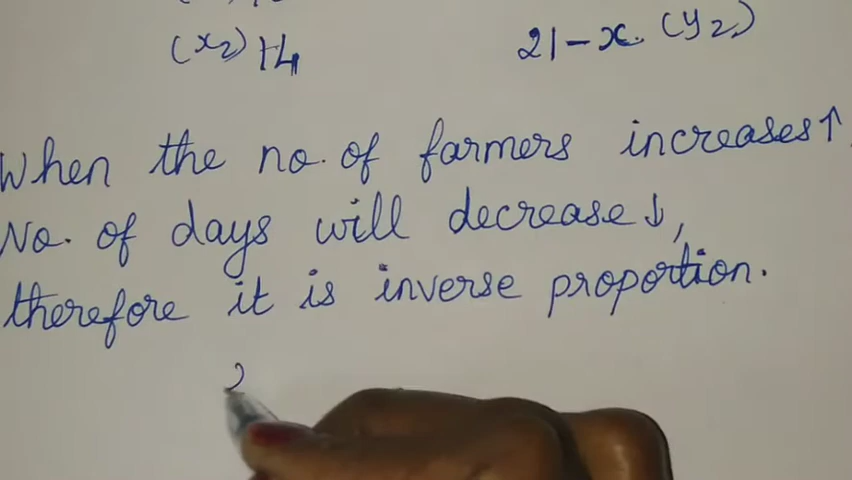 (x₂) 14 21 - x. (y₂)
When the no. of farmers increases ↑,
No. of days will decrease ↓,
therefore it is inverse proportion.